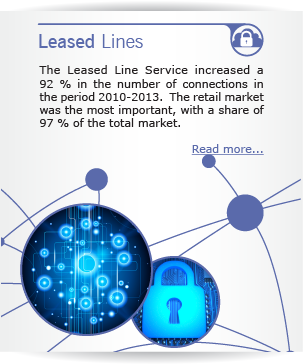 Leased Lines
The Leased Line Service increased a
92 % in the number of connections in
the period 2010-2013. The retail market
was the most important, with a share of
97 % of the total market.
Read more...